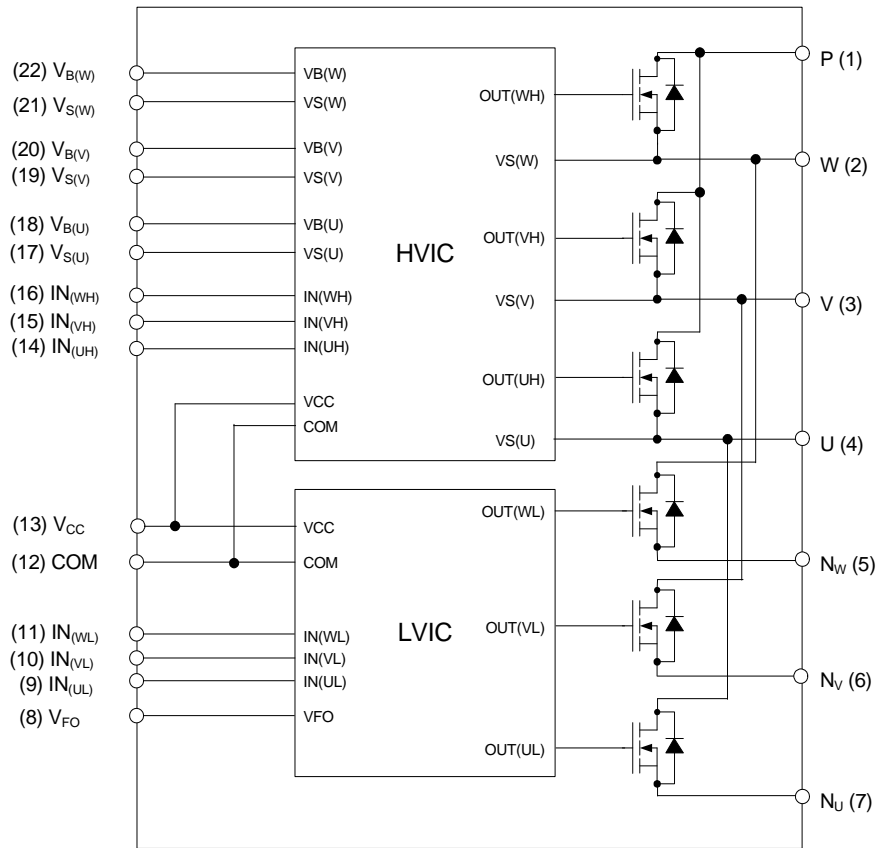 (22) VB(W)
(21) VS(W)
(20) VB(V)
(19) VS(V)
(18) VB(U)
(17) VS(U)
(16) IN(WH)
(15) IN(VH)
(14) IN(UH)
(13) VCC
(12) COM
(11) IN(WL)
(10) IN(VL)
(9) IN(UL)
(8) VFO
VB(W)
VS(W)
VB(V)
VS(V)
VB(U)
VS(U)
IN(WH)
IN(VH)
IN(UH)
VCC
COM
HVIC
OUT(WH)
VS(W)
OUT(VH)
VS(V)
OUT(UH)
VS(U)
VCC
COM
IN(WL)
IN(VL)
IN(UL)
VFO
LVIC
OUT(WL)
OUT(VL)
OUT(UL)
P (1)
W (2)
V (3)
U (4)
NW (5)
NV (6)
NU (7)